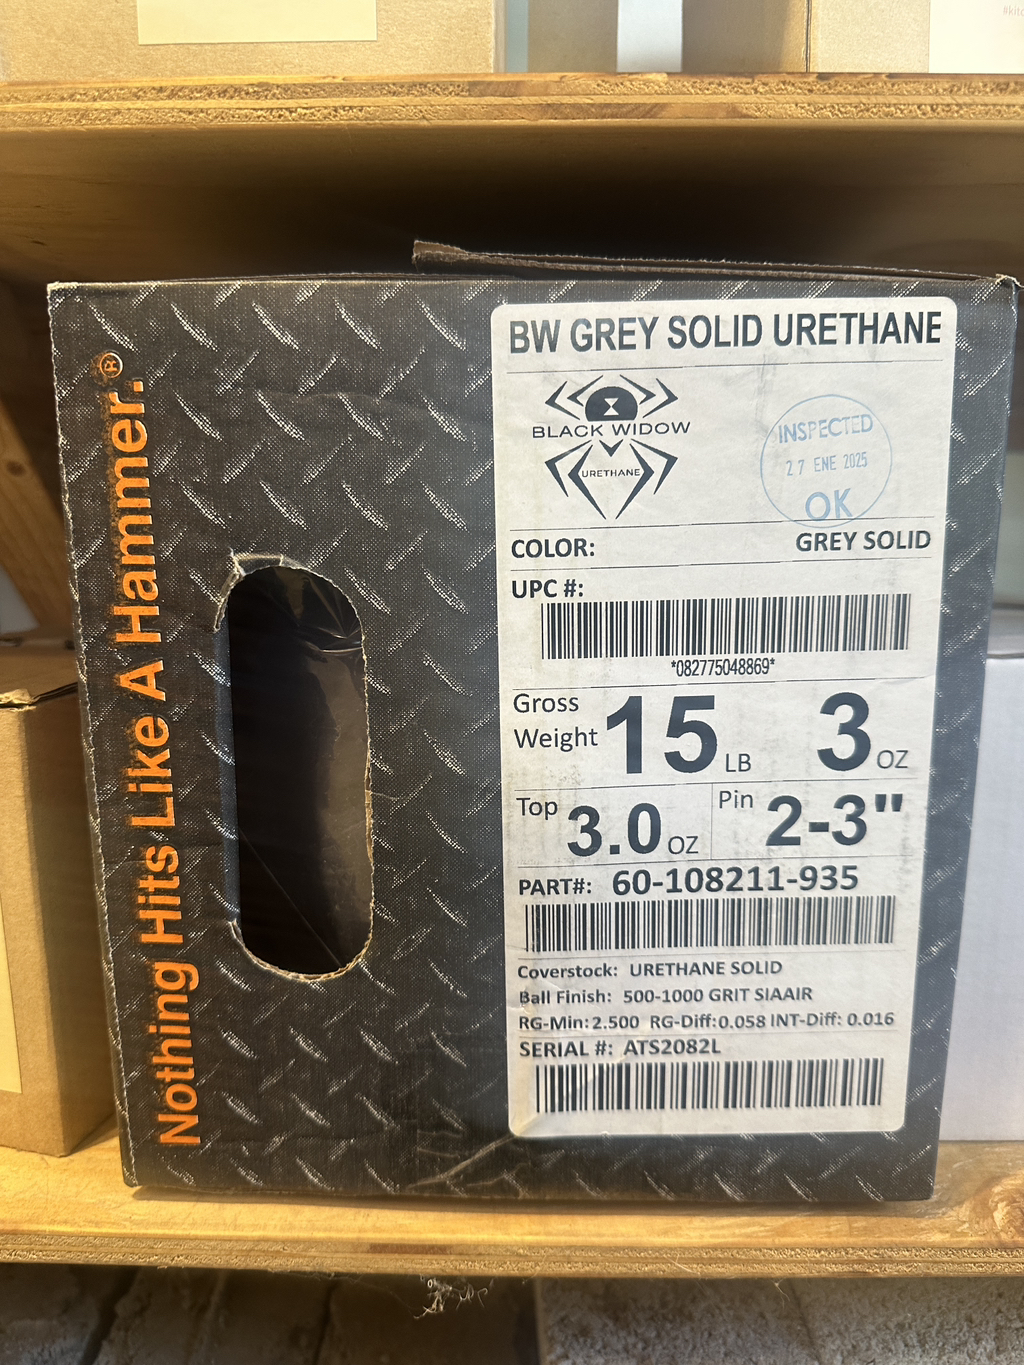 #kitc
Nothing Hits Like A Hammer.®
BW GREY SOLID URETHANE
BLACK WIDOW
URETHANE
INSPECTED
27 ENE 2025
OK
COLOR: GREY SOLID
UPC #:
*082775048869*
Gross Weight 15 LB 3 OZ
Top 3.0 OZ Pin 2-3"
PART#: 60-108211-935
Coverstock: URETHANE SOLID
Ball Finish: 500-1000 GRIT SIAAIR
RG-Min: 2.500 RG-Diff: 0.058 INT-Diff: 0.016
SERIAL #: ATS2082L